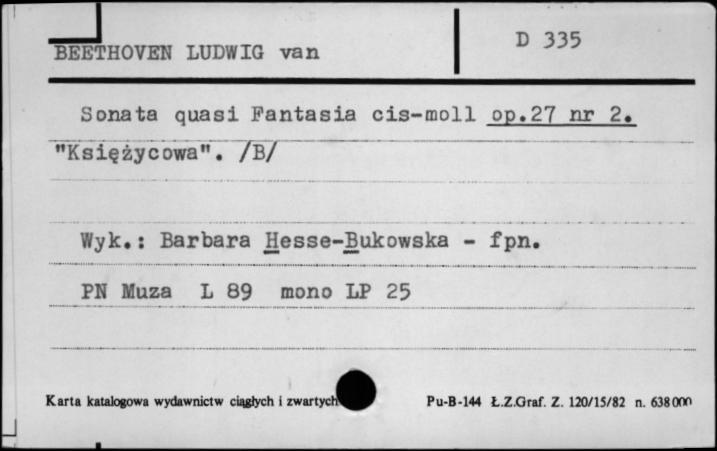 BEETHOVEN LUDWIG van
D 335
Sonata quasi Fantasia cis-moll op.27 nr 2.
"Księżycowa". /B/
Wyk.: Barbara Hesse-Bukowska - fpn.
PN Muza L 89 mono LP 25
Karta katalogowa wydawnictw ciągłych i zwartych
Pu-B-144 Ł.Z.Graf. Z. 120/15/82 n. 638000